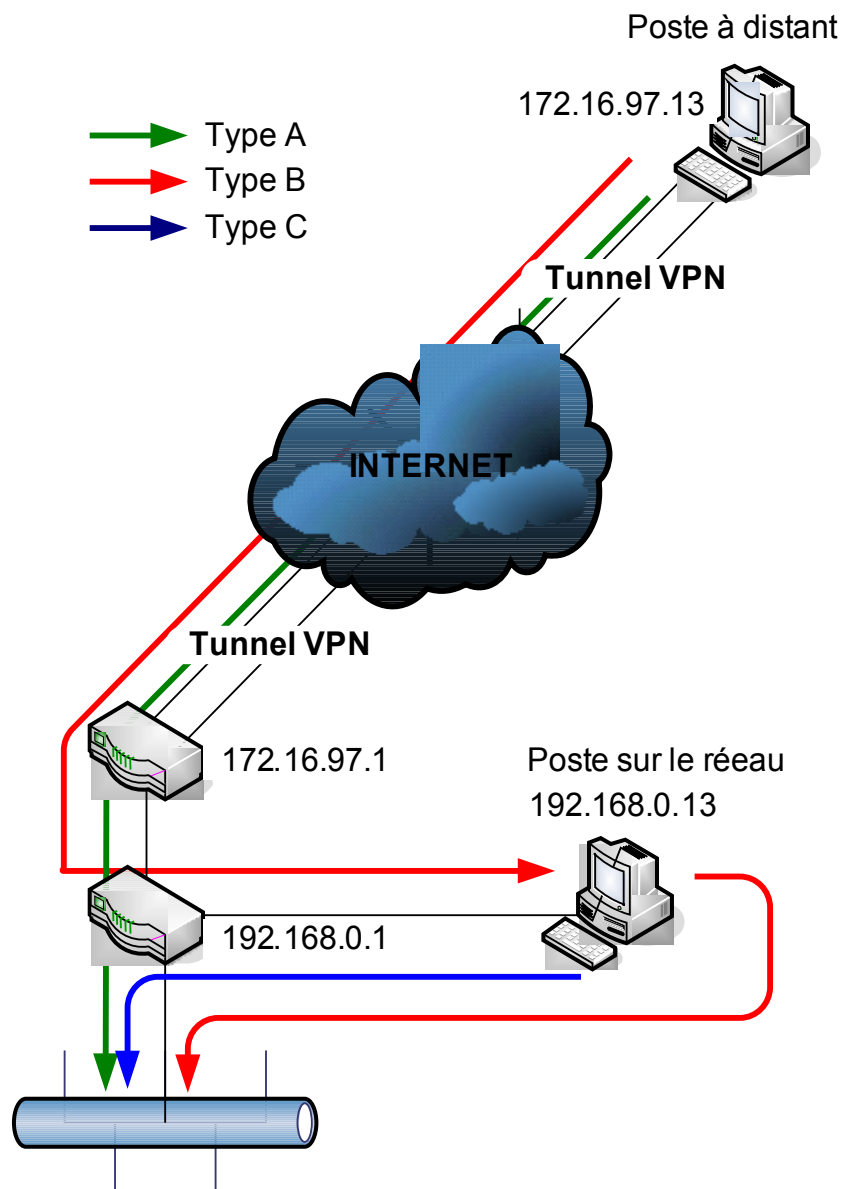 Poste à distant
172.16.97.13
Type A
Type B
Type C
Tunnel VPN
INTERNET
Tunnel VPN
172.16.97.1
Poste sur le réeau
192.168.0.13
192.168.0.1